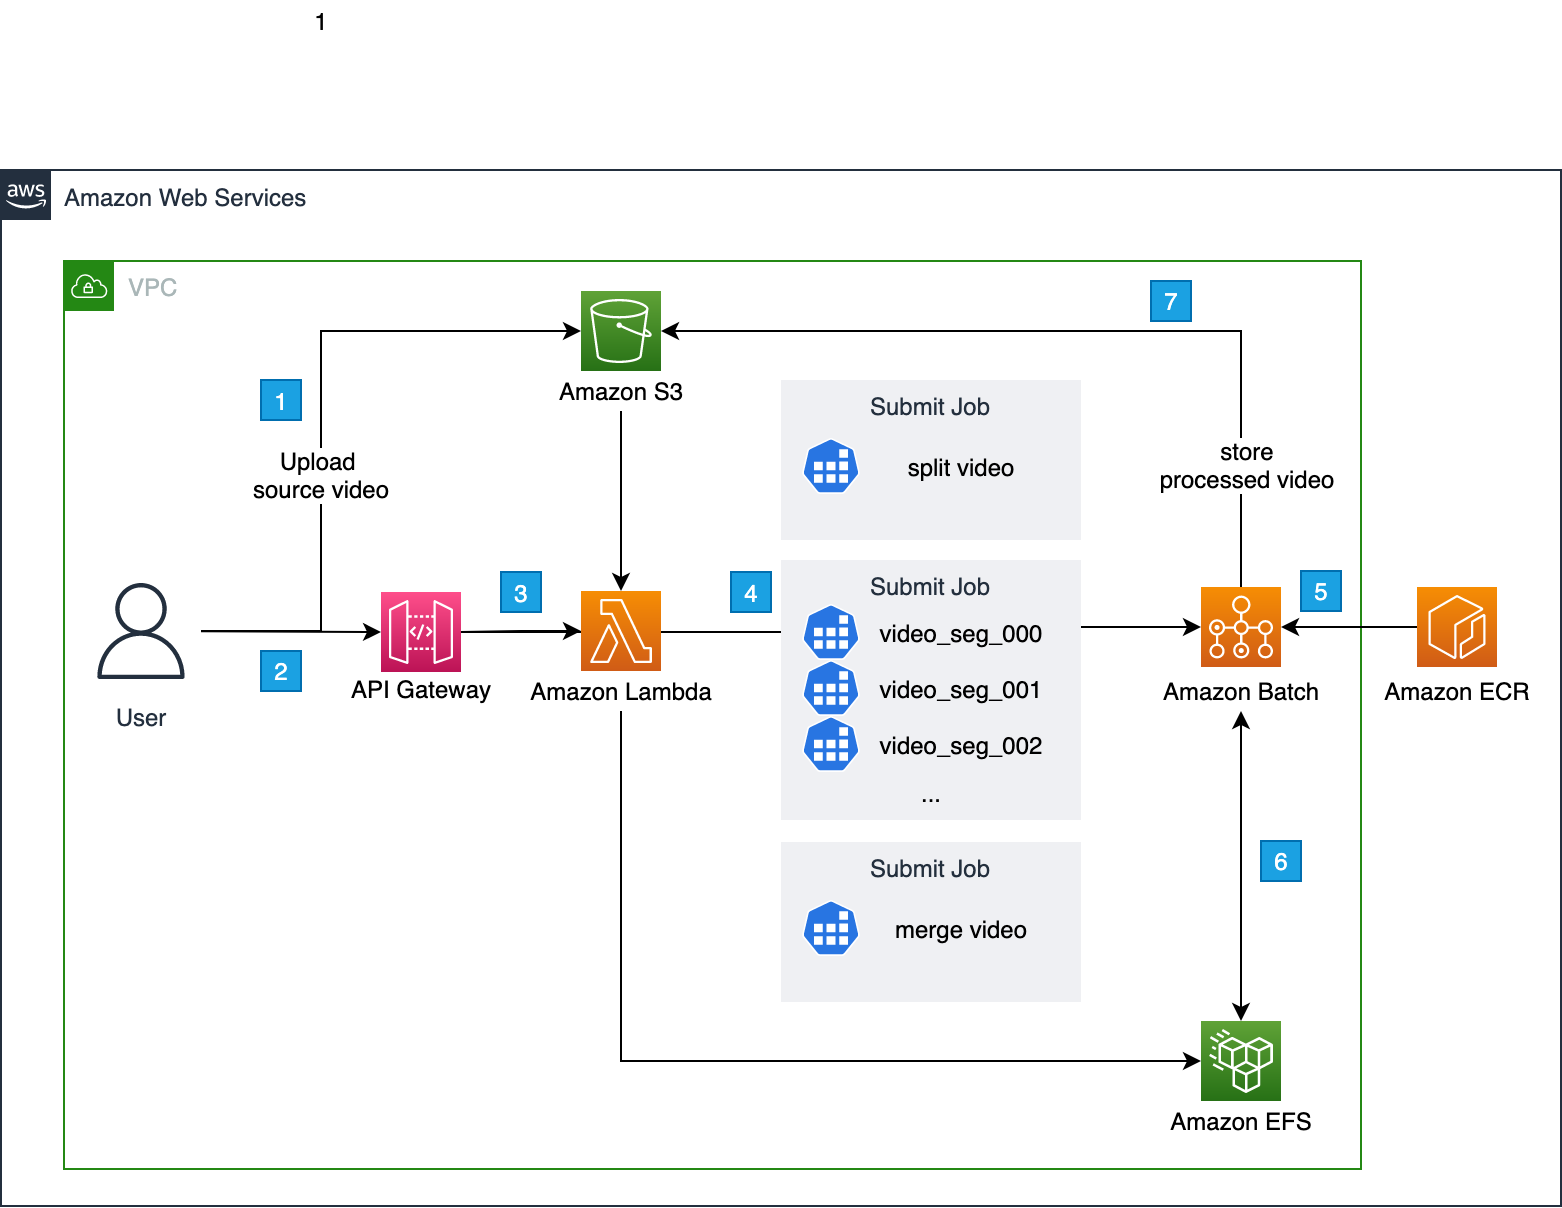 1
aws
Amazon Web Services
VPC
7
Amazon S3
1
Submit Job
split video
Upload
source video
store
processed video
3
4
5
Submit Job
video_seg_000
video_seg_001
video_seg_002
...
2
User
API Gateway
</>
Amazon Lambda
Amazon Batch
Amazon ECR
6
Submit Job
merge video
Amazon EFS